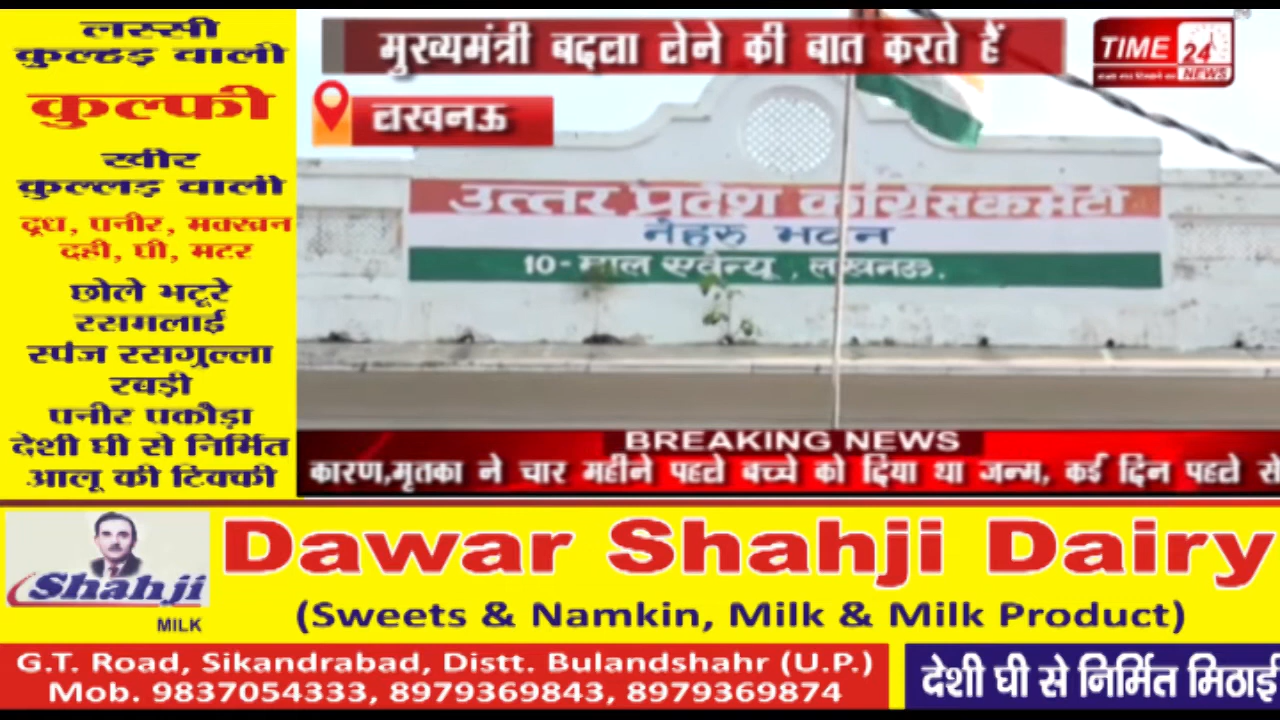 लस्सी
कुल्हड़ वाली
कुल्फी
खीर
कुल्लड़ वाली
दूध, पनीर, मक्खन
दही, घी, मटर
छोले भटूरे
रसमलाई
स्पंज रसगुल्ला
रबड़ी
पनीर पकौड़ा
देशी घी से निर्मित
आलू की टिक्की
मुख्यमंत्री बदला लेने की बात करते हैं
TIME 24 NEWS
लखनऊ
उत्तर प्रदेश कांग्रेस कमेटी
नेहरु भवन
10-माल एवेन्यू, लखनऊ.
BREAKING NEWS
कारण,मृतका ने चार महीने पहले बच्चे को दिया था जन्म, कई दिन पहले से
Shahji
MILK
Dawar Shahji Dairy
(Sweets & Namkin, Milk & Milk Product)
G.T. Road, Sikandrabad, Distt. Bulandshahr (U.P.)
Mob. 9837054333, 8979369843, 8979369874
देशी घी से निर्मित मिठाई